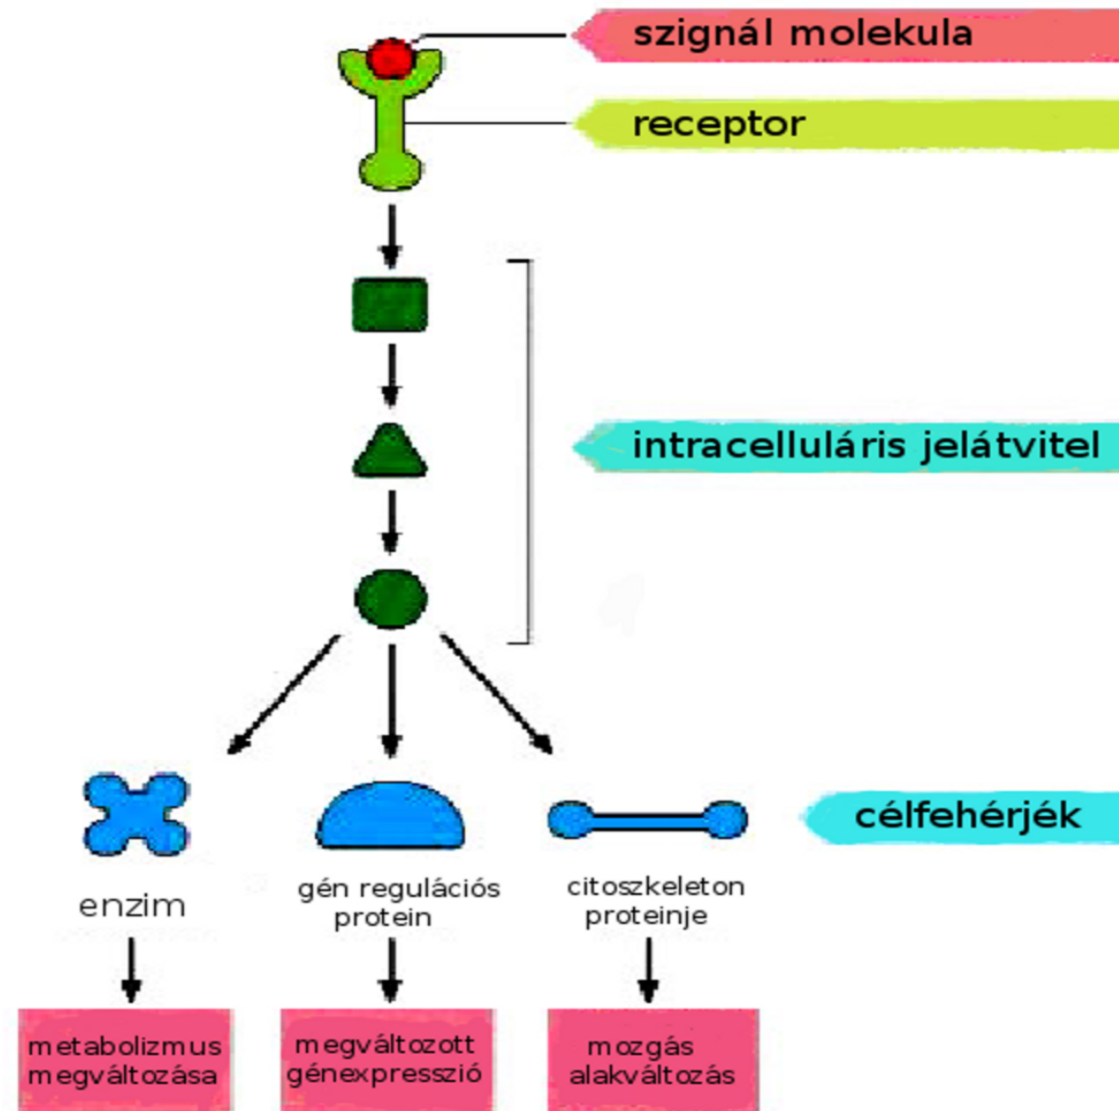 szignál molekula
receptor
intracelluláris jelátvitel
célfehérjék
enzim
gén regulációs
protein
citoszkeleton
proteinje
metabolizmus
megváltozása
megváltozott
génexpresszió
mozgás
alakváltozás